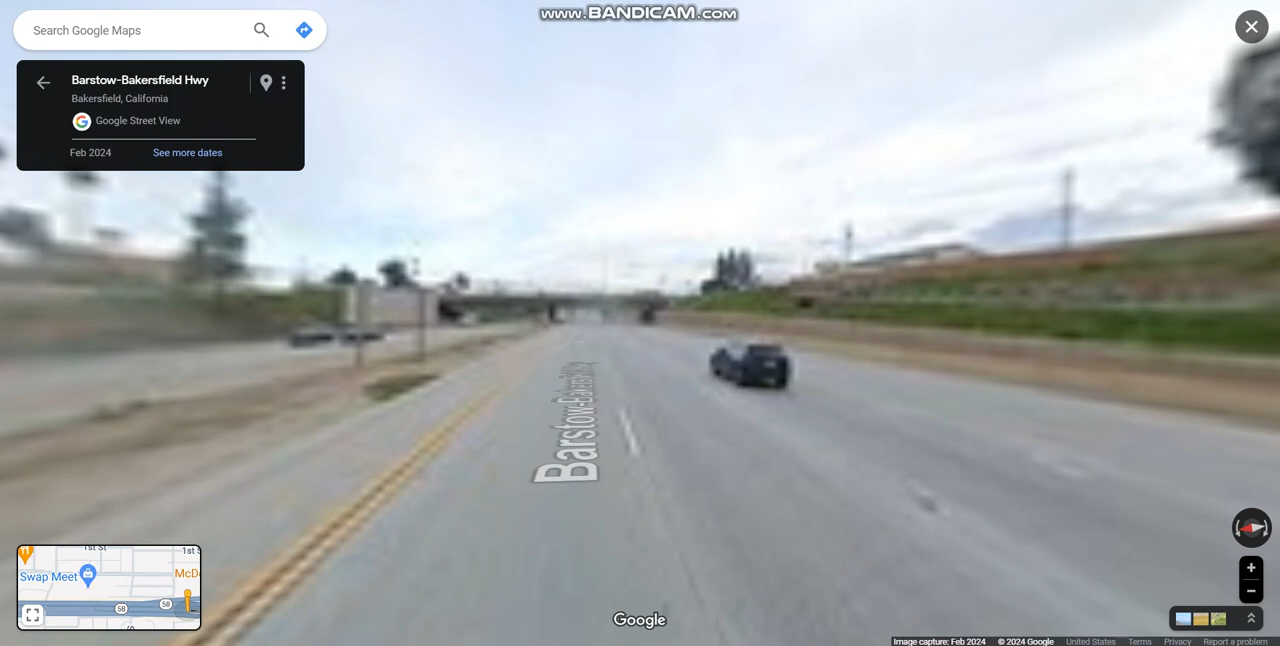 www.BANDICAM.com
Search Google Maps
Barstow-Bakersfield Hwy
Bakersfield, California
Google Street View
Feb 2024
See more dates
Barstow-Bakersfield Hwy
1st St
1st S
Swap Meet
McD
58
58
Google
Image capture: Feb 2024 © 2024 Google United States Terms Privacy Report a problem